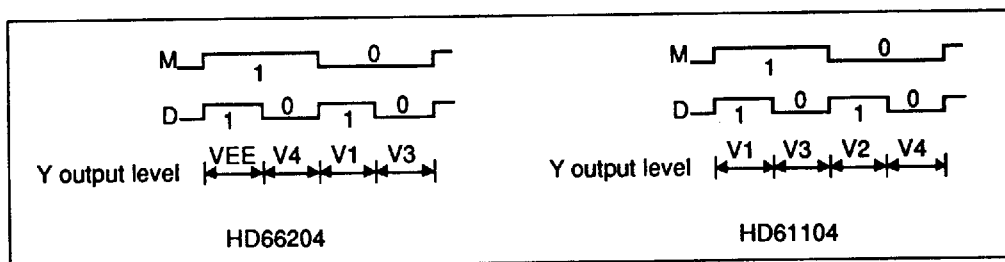 M 1 0
D 1 0 1 0
Y output level VEE V4 V1 V3
HD66204
M 1 0
D 1 0 1 0
Y output level V1 V3 V2 V4
HD61104